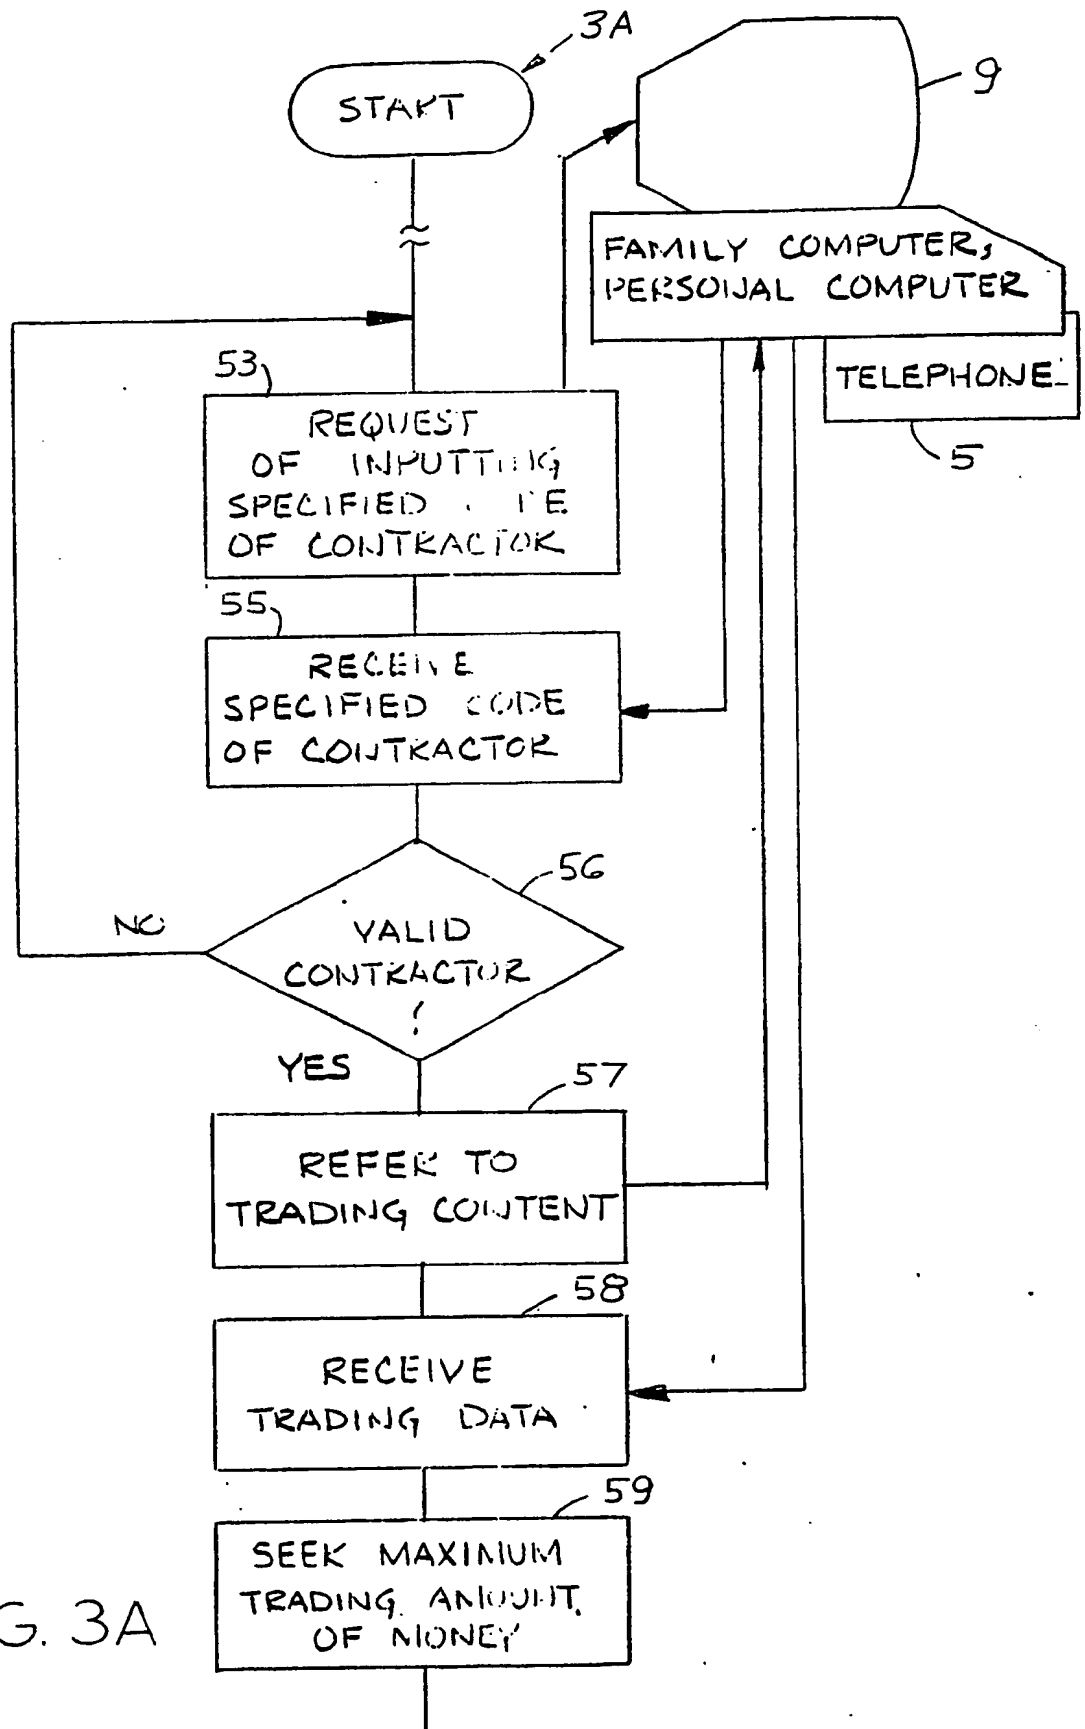 3A
START
9
FAMILY COMPUTER,
PERSONAL COMPUTER
TELEPHONE
5
53
REQUEST
OF INPUTTING
SPECIFIED
OF CONTRACTOR
55
RECEIVE
SPECIFIED CODE
OF CONTRACTOR
56
NO
VALID
CONTRACTOR
?
YES
57
REFER TO
TRADING CONTENT
58
RECEIVE
TRADING DATA
59
SEEK MAXIMUM
TRADING AMOUNT
OF MONEY
G. 3A